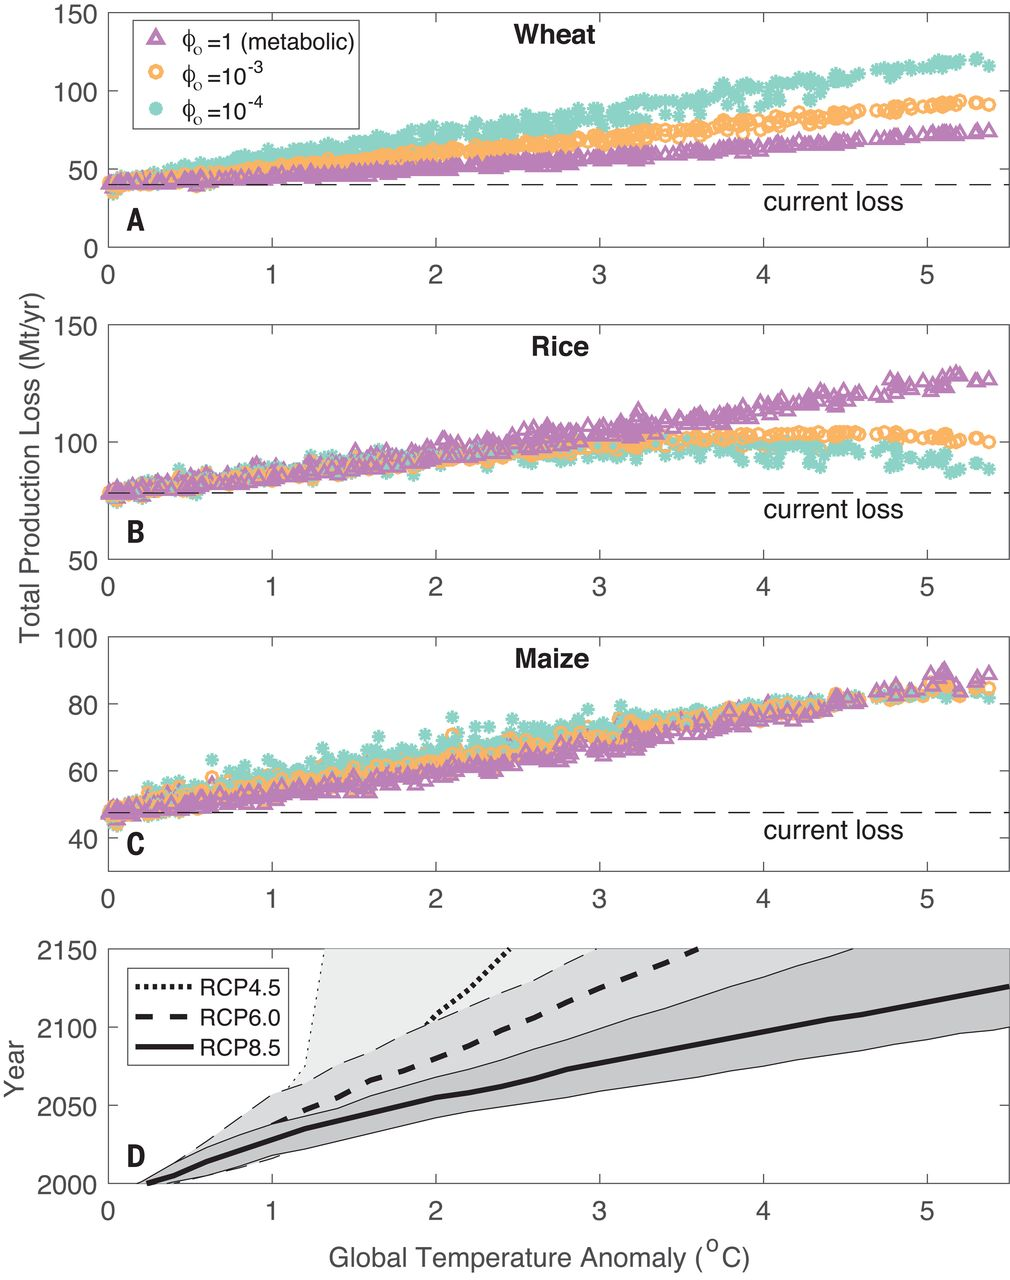 Total Production Loss (Mt/yr)
150
100
50
0
Wheat
ϕo =1 (metabolic)
ϕo =10-3
ϕo =10-4
current loss
A
0 1 2 3 4 5
150
100
50
Rice
current loss
B
0 1 2 3 4 5
100
80
60
40
Maize
current loss
C
0 1 2 3 4 5
Year
2150
2100
2050
2000
RCP4.5
RCP6.0
RCP8.5
D
0 1 2 3 4 5
Global Temperature Anomaly (oC)